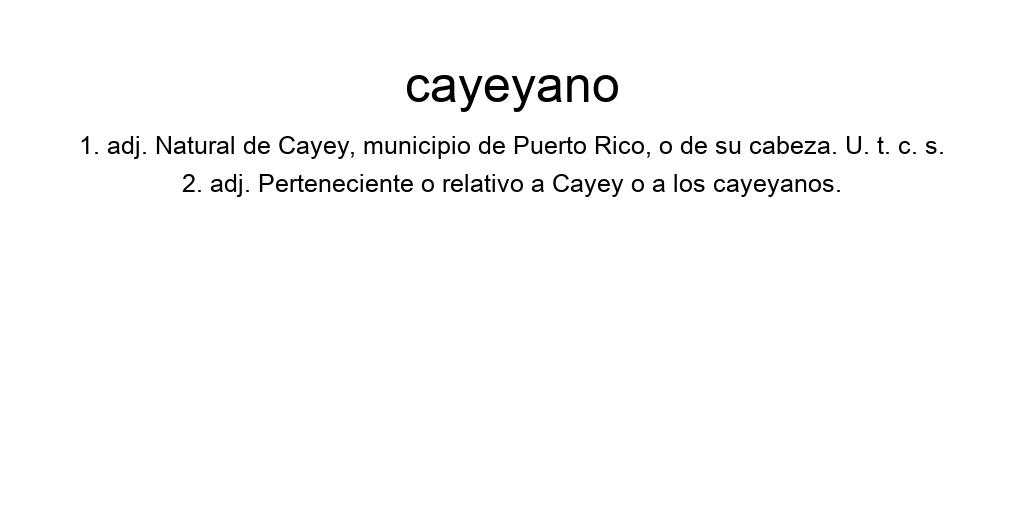 cayeyano
1. adj. Natural de Cayey, municipio de Puerto Rico, o de su cabeza. U. t. c. s.
2. adj. Perteneciente o relativo a Cayey o a los cayeyanos.